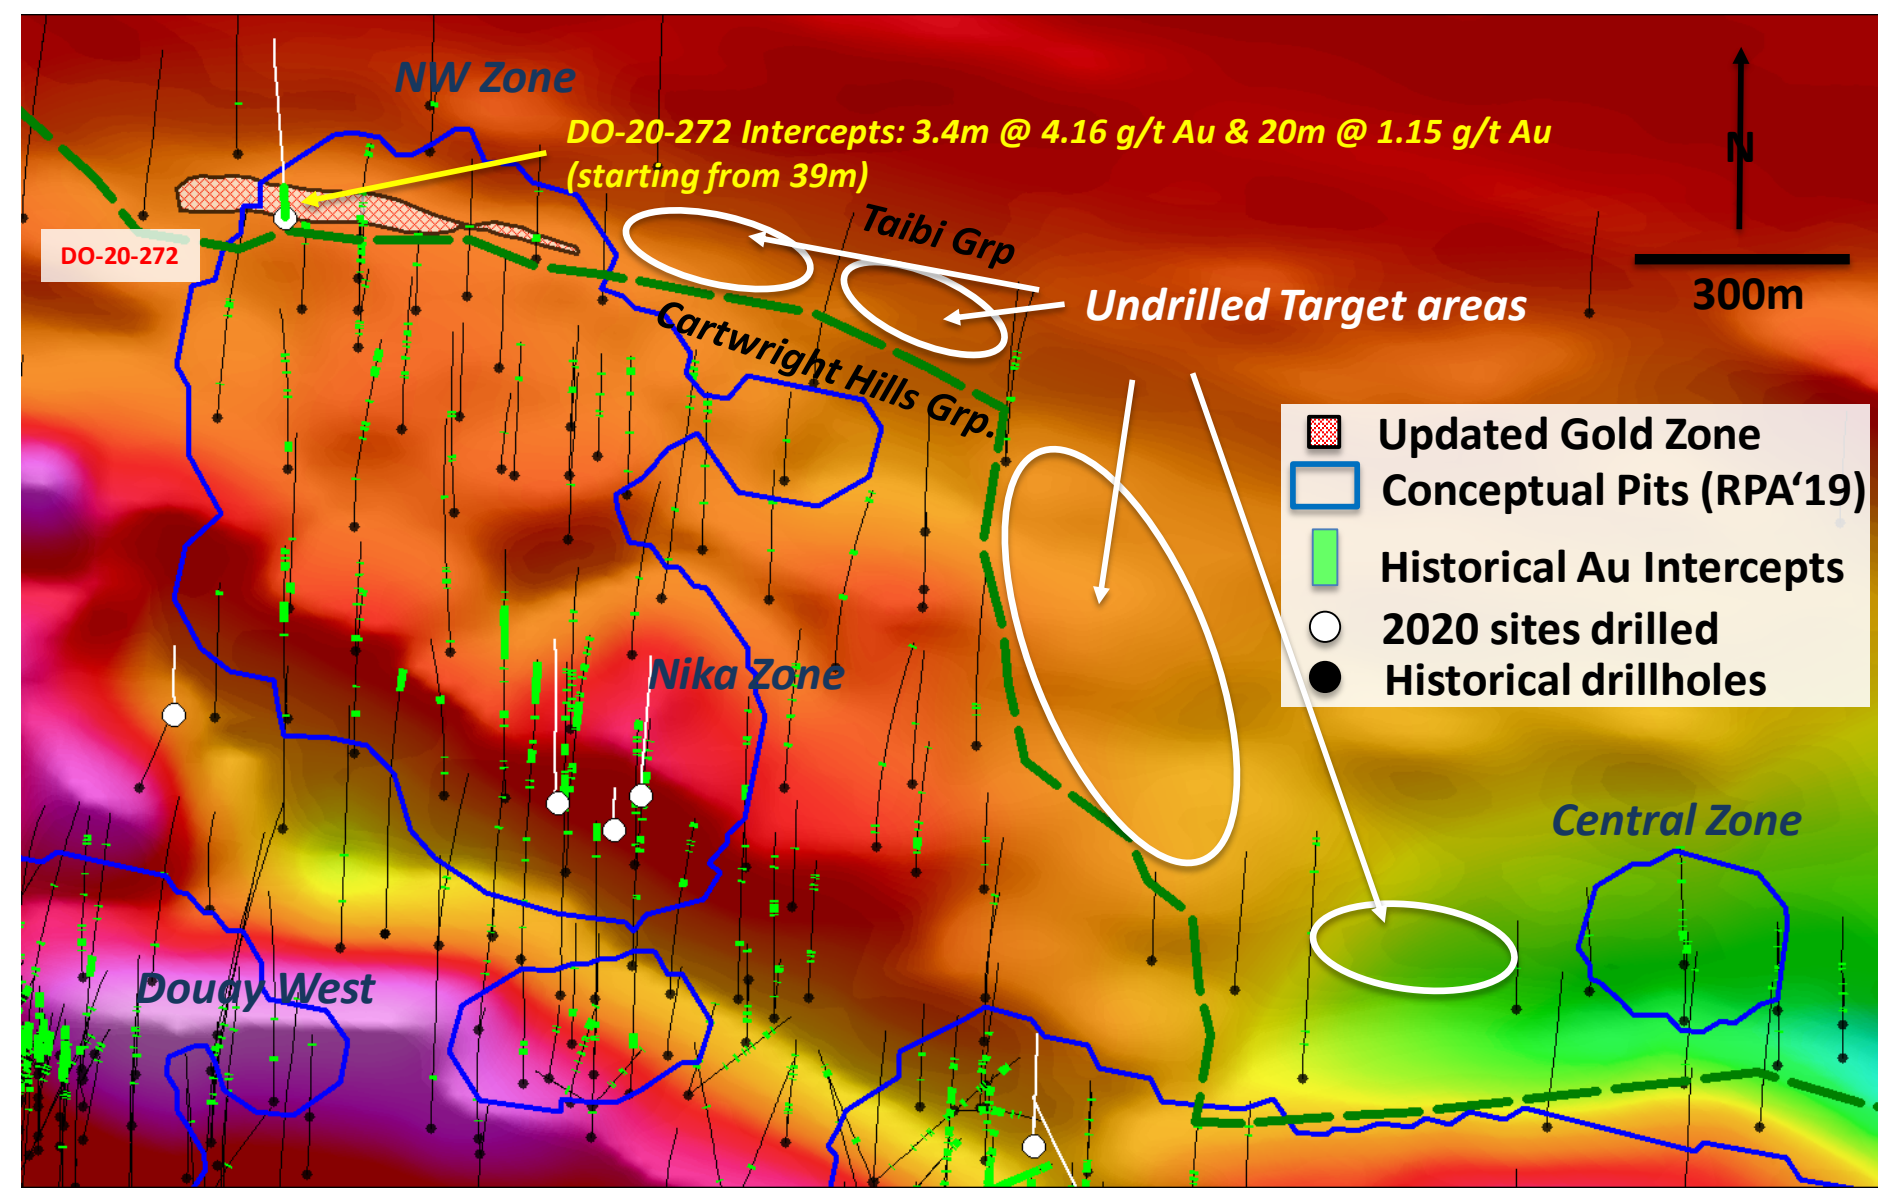 NW Zone
DO-20-272 Intercepts: 3.4m @ 4.16 g/t Au & 20m @ 1.15 g/t Au
(starting from 39m)
N
DO-20-272
Taibi Grp
300m
Undrilled Target areas
Cartwright Hills Grp.
Updated Gold Zone
Conceptual Pits (RPA‘19)
Historical Au Intercepts
2020 sites drilled
Historical drillholes
Nika Zone
Central Zone
Douay West